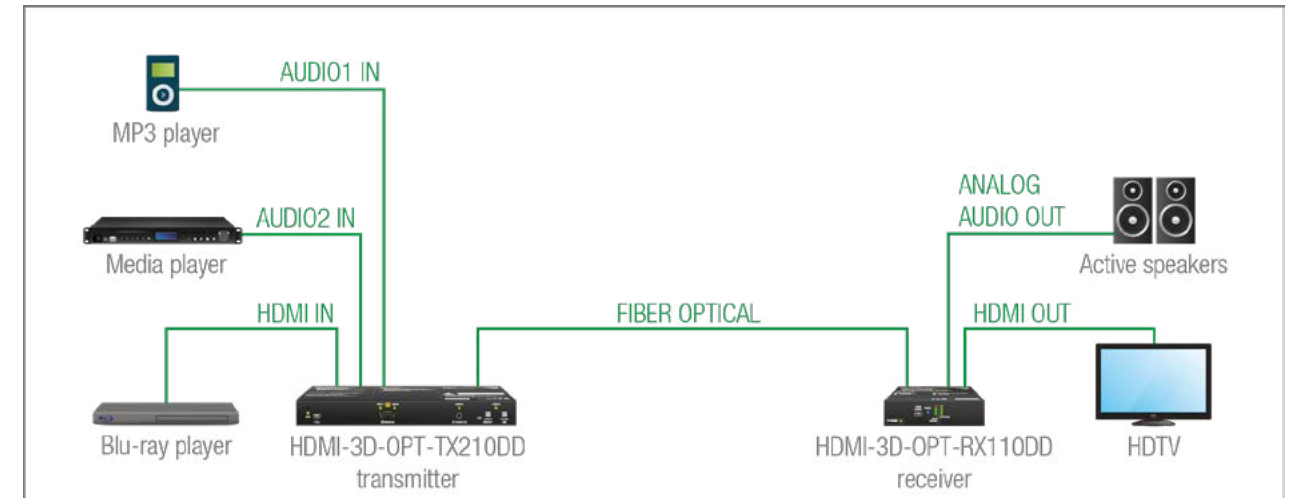 AUDIO1 IN
MP3 player
AUDIO2 IN
Media player
HDMI IN
Blu-ray player
HDMI-3D-OPT-TX210DD
transmitter
FIBER OPTICAL
ANALOG
AUDIO OUT
Active speakers
HDMI OUT
HDMI-3D-OPT-RX110DD
receiver
HDTV